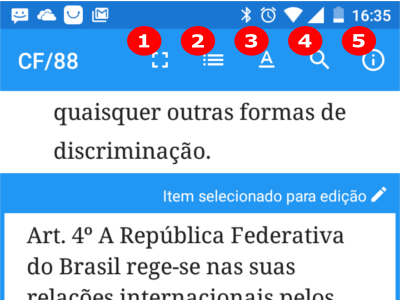 16:35
1 2 3 4 5
CF/88 A
quaisquer outras formas de
discriminação.
Item selecionado para edição
Art. 4º A República Federativa
do Brasil rege-se nas suas
relações internacionais pelos